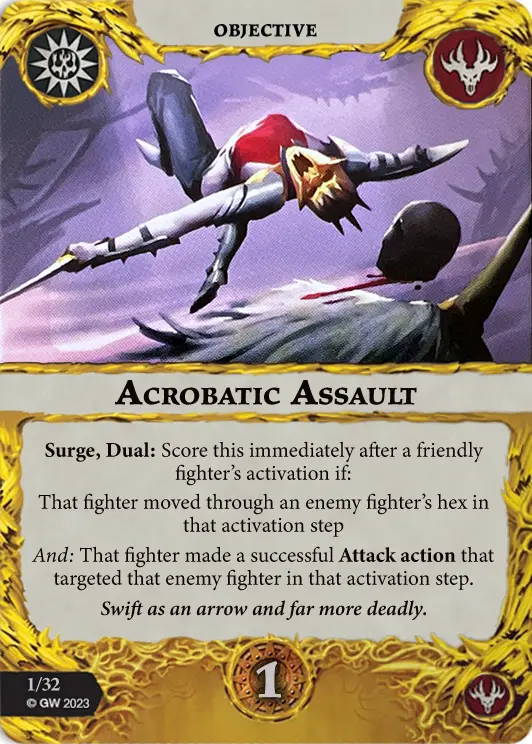 OBJECTIVE
ACROBATIC ASSAULT
Surge, Dual: Score this immediately after a friendly
fighter's activation if:
That fighter moved through an enemy fighter's hex in
that activation step
And: That fighter made a successful Attack action that
targeted that enemy fighter in that activation step.
Swift as an arrow and far more deadly.
1
1/32
© GW 2023